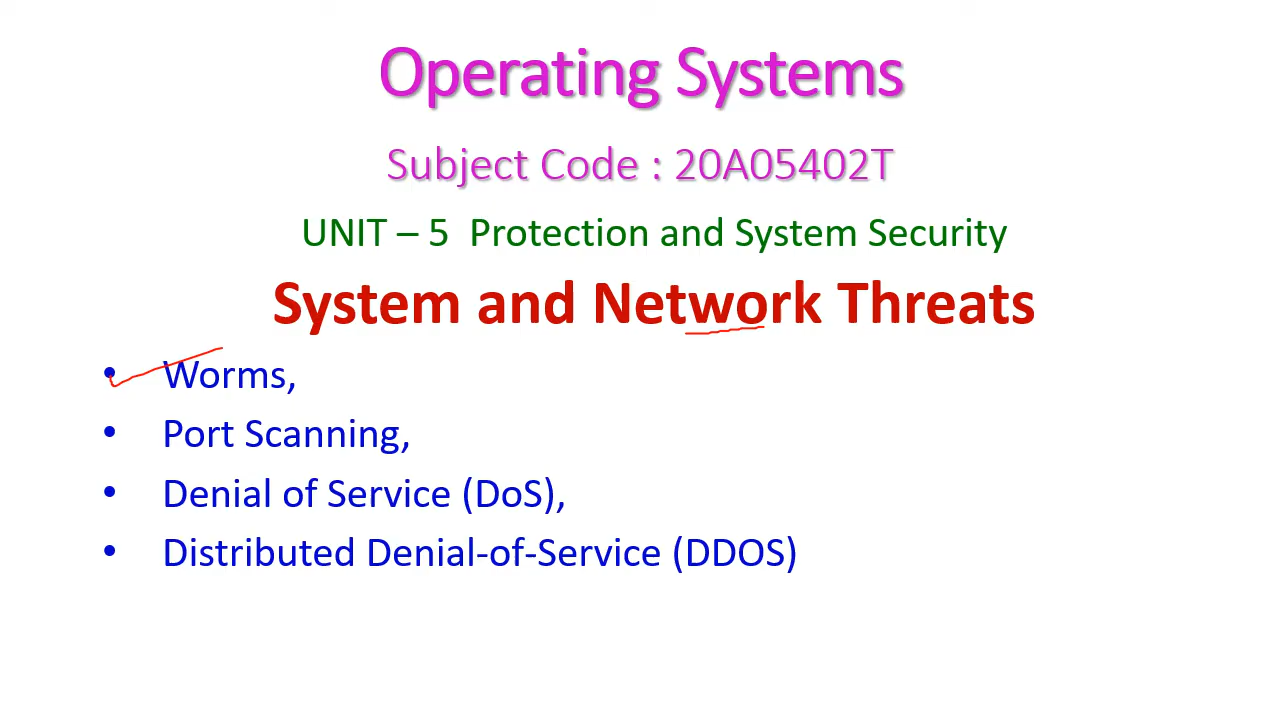 Operating Systems
Subject Code : 20A05402T
UNIT – 5 Protection and System Security
System and Network Threats
• Worms,
• Port Scanning,
• Denial of Service (DoS),
• Distributed Denial-of-Service (DDOS)